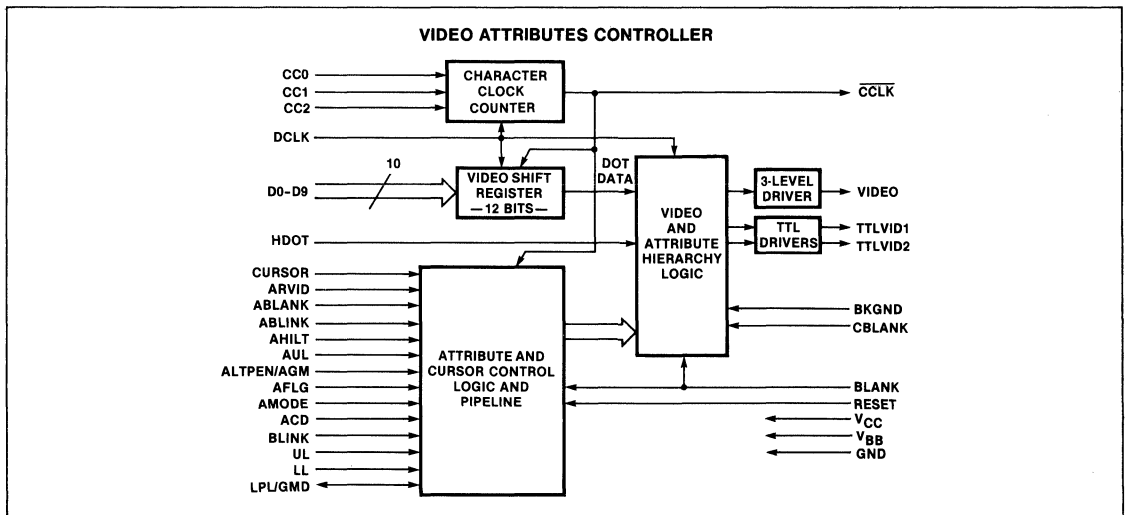 VIDEO ATTRIBUTES CONTROLLER
CC0
CC1
CC2
CHARACTER
CLOCK
COUNTER
CCLK
DCLK
10
D0–D9
VIDEO SHIFT
REGISTER
— 12 BITS —
DOT
DATA
HDOT
VIDEO
AND
ATTRIBUTE
HIERARCHY
LOGIC
3-LEVEL
DRIVER
VIDEO
TTL
DRIVERS
TTLVID1
TTLVID2
BKGND
CBLANK
CURSOR
ARVID
ABLANK
ABLINK
AHILT
AUL
ALTPEN/AGM
AFLG
AMODE
ACD
BLINK
UL
LL
LPL/GMD
ATTRIBUTE AND
CURSOR CONTROL
LOGIC AND
PIPELINE
BLANK
RESET
VCC
VBB
GND